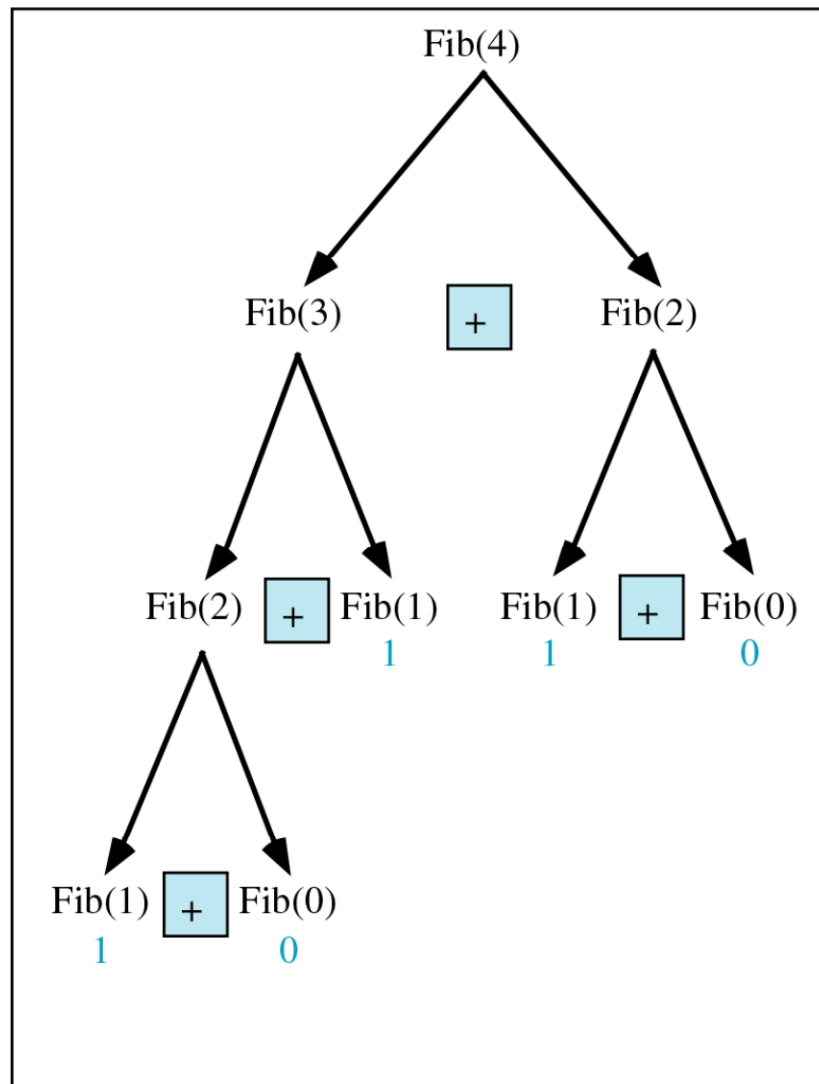 Fib(4)
Fib(3) + Fib(2)
Fib(2) + Fib(1) Fib(1) + Fib(0)
1 1 0
Fib(1) + Fib(0)
1 0